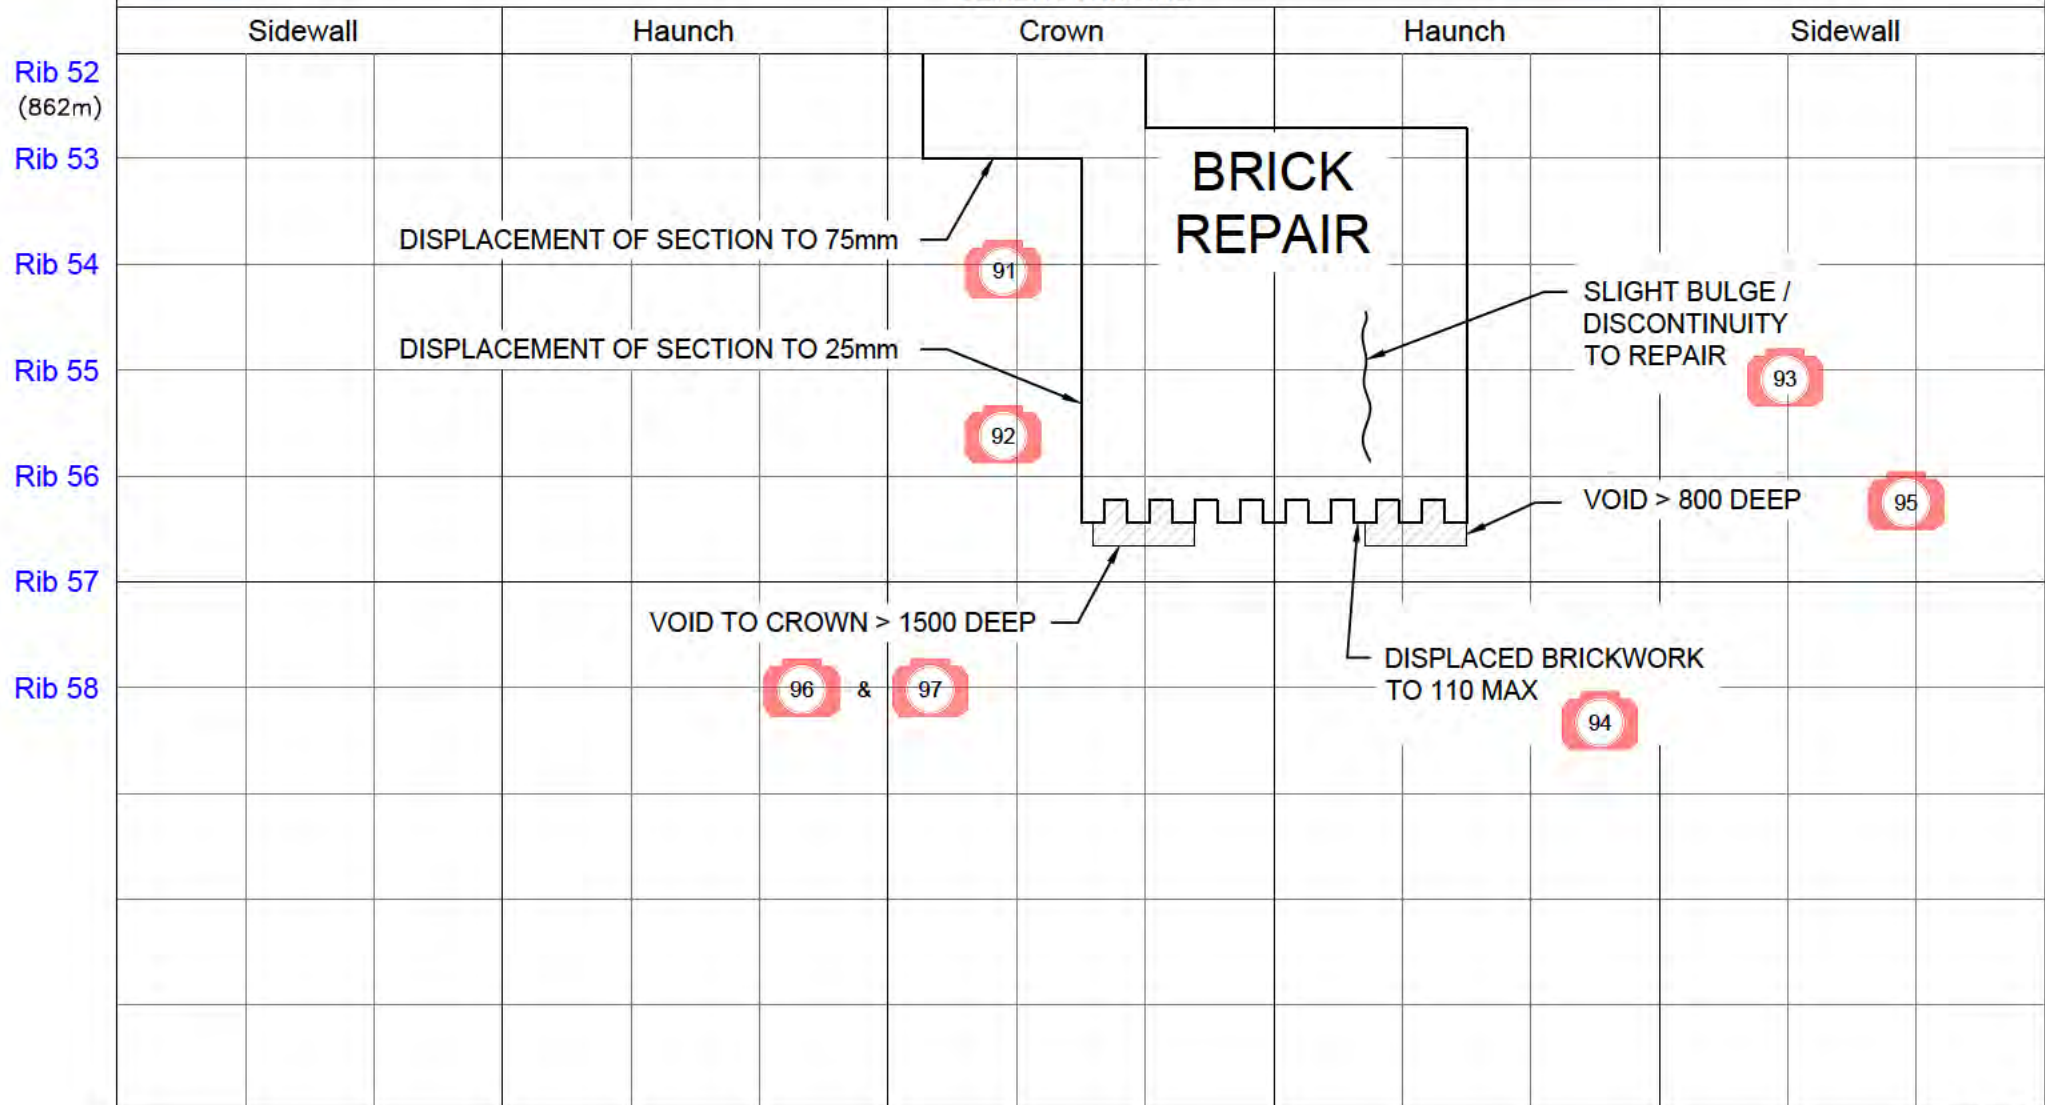 Sidewall Haunch Crown Haunch Sidewall
Rib 52
(862m)
Rib 53
BRICK
REPAIR
DISPLACEMENT OF SECTION TO 75mm
Rib 54
91
SLIGHT BULGE /
DISCONTINUITY
TO REPAIR
93
DISPLACEMENT OF SECTION TO 25mm
Rib 55
92
Rib 56
VOID > 800 DEEP
95
Rib 57
VOID TO CROWN > 1500 DEEP
96 & 97
DISPLACED BRICKWORK
TO 110 MAX
94
Rib 58